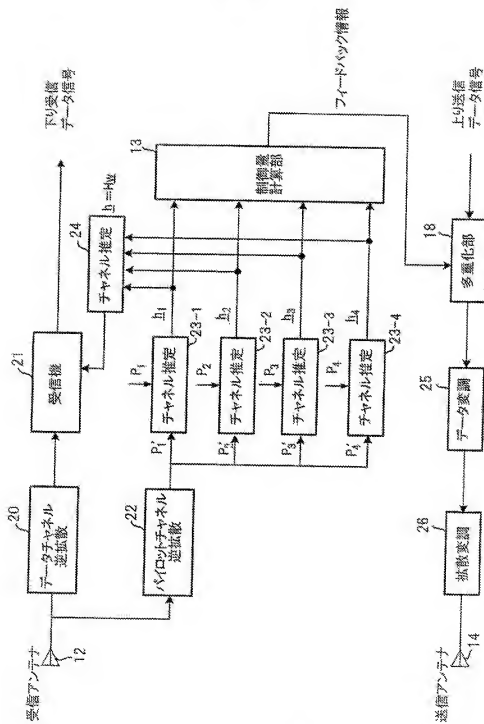 受信アンテナ
12
20
データチャネル
逆拡散
21
受信機
下り受信
データ信号
24
チャネル推定
h=HW
22
パイロットチャネル
逆拡散
P1'
P1
チャネル推定
23-1
h1
P2'
P2
チャネル推定
23-2
h2
P3'
P3
チャネル推定
23-3
h3
P4'
P4
チャネル推定
23-4
h4
13
制御量
計算部
フィードバック情報
送信アンテナ
14
26
拡散変調
25
データ変調
18
多重化部
上り送信
データ信号